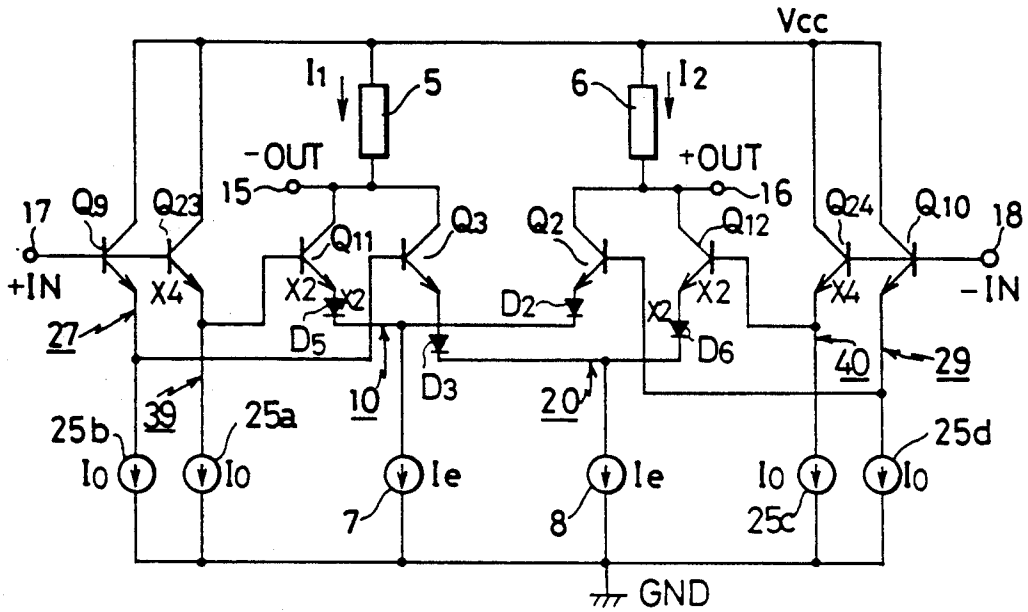 Vcc
I1
5
6
I2
-OUT
+OUT
15
16
17
Q9
Q23
Q11
Q3
Q2
Q12
Q24
Q10
18
+IN
-IN
X4
X2
X2
D2
X2
X2
X4
27
D5
D3
D6
10
20
40
29
39
25b
25a
25d
I0
I0
Ie
Ie
I0
I0
7
8
25c
GND